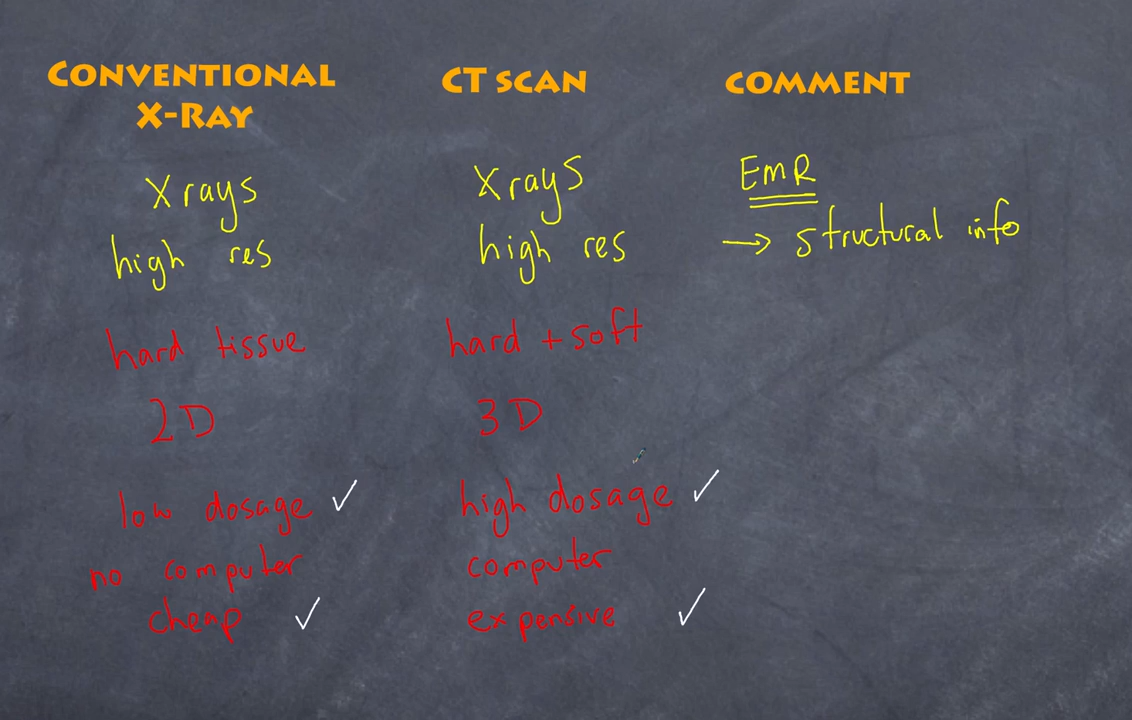 CONVENTIONAL
X-RAY
CT SCAN
COMMENT
X rays
high res
X rays
high res
EMR
→ structural info
hard tissue
hard + soft
2D
3D
low dosage ✓
high dosage ✓
no computer
computer
cheap ✓
expensive ✓